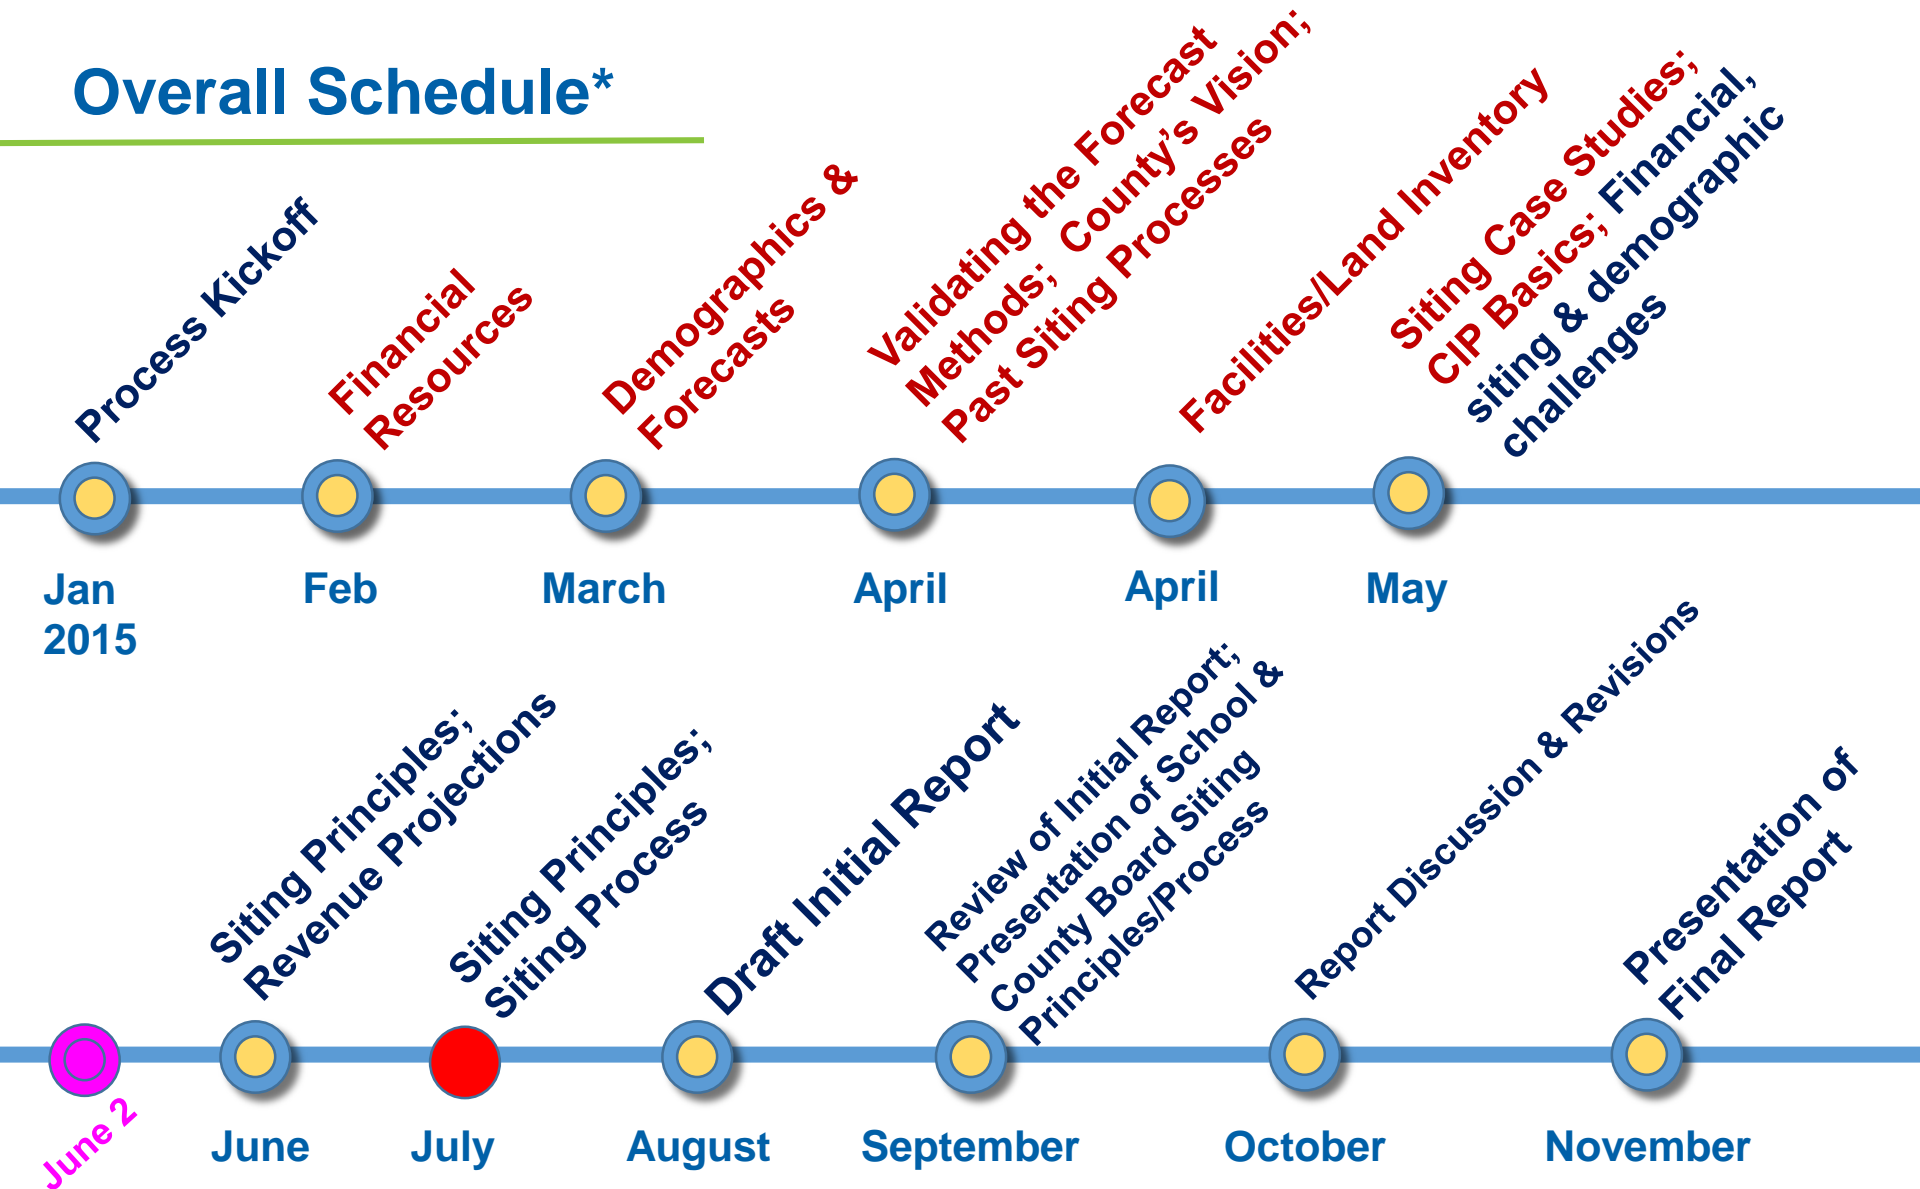 Overall Schedule*
Process Kickoff
Financial
Resources
Demographics &
Forecasts
Validating the Forecast
Methods; County's Vision;
Past Siting Processes
Facilities/Land Inventory
Siting Case Studies;
CIP Basics; Financial,
siting & demographic
challenges
Jan
2015
Feb
March
April
April
May
Siting Principles;
Revenue Projections
Siting Principles;
Siting Process
Draft Initial Report
Review of Initial Report;
Presentation of School &
County Board Siting
Principles/Process
Report Discussion & Revisions
Presentation of
Final Report
June 2
June
July
August
September
October
November